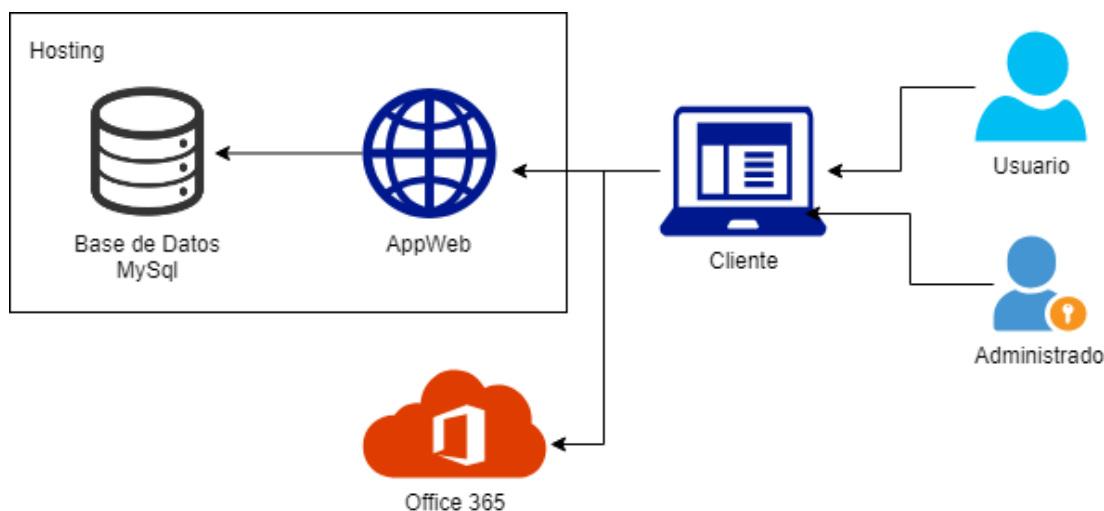 Hosting
Base de Datos
MySql
AppWeb
Cliente
Usuario
Administrado
Office 365